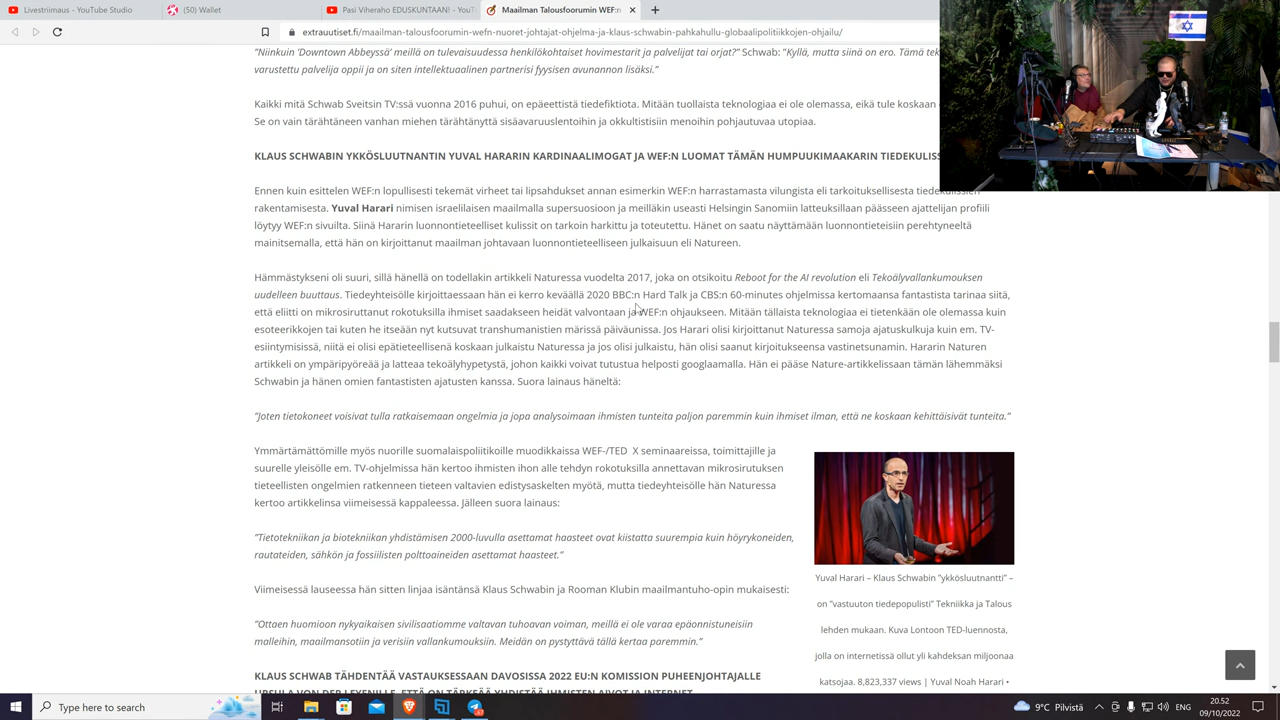 Livestriimaus - YouTube Studio
(50) Wallet
Pasi Viheraho EDUSKUNTAAN! - YouT
Maailman Talousfoorumin WEF:n
extrauutiset.fi/maailman-talousfoorumin-wefn-nuoret-johtajat-ohjelma-ja-klaus-schwabin-pahkahullu-globaalipolitiikkojen-ohjailu/
"Niinkuin 'Downtown Abbeyssä' meillä on tulevaisuudessa henkilökohtaiset hovimestarit ja palvelijat tai orjat?" Schwab: "Kyllä, mutta siinä on ero. Tämä tek
varustettu palvelija oppii ja on siten intellektuaalinen partnerisi fyysisen avunannon lisäksi."
Kaikki mitä Schwab Sveitsin TV:ssä vuonna 2016 puhui, on epäeettistä tiedefiktiota. Mitään tuollaista teknologiaa ei ole olemassa, eikä tule koskaan
Se on vain tärähtäneen vanhan miehen tärähtänyttä sisäavaruuslentoihin ja okkultistisiin menoihin pohjautuvaa utopiaa.
KLAUS SCHWABIN YKKÖSLUUTNANTIN YUVAL HARARIN KARDINAALIMOGAT JA WEF:N LUOMAT TÄMÄN HUMPUUKIMAAKARIN TIEDEKULISS
Ennen kuin esittelen WEF:n lopullisesti tekemät virheet tai lipsahdukset annan esimerkin WEF:n harrastamasta vilungista eli tarkoituksellisesta tiedekulissien
rakentamisesta. Yuval Harari nimisen israelilaisen maailmalla supersuosioon ja meilläkin useasti Helsingin Sanomiin latteuksillaan päässeen ajattelijan profiili
löytyy WEF:n sivuilta. Siinä Hararin luonnontieteelliset kulissit on tarkoin harkittu ja toteutettu. Hänet on saatu näyttämään luonnontieteisiin perehtyneeltä
mainitsemalla, että hän on kirjoittanut maailman johtavaan luonnontieteelliseen julkaisuun eli Natureen.
Hämmästykseni oli suuri, sillä hänellä on todellakin artikkeli Naturessa vuodelta 2017, joka on otsikoitu Reboot for the AI revolution eli Tekoälyvallankumouksen
uudelleen buuttaus. Tiedeyhteisölle kirjoittaessaan hän ei kerro keväällä 2020 BBC:n Hard Talk ja CBS:n 60-minutes ohjelmissa kertomaansa fantastista tarinaa siitä,
että eliitti on mikrosiruttanut rokotuksilla ihmiset saadakseen heidät valvontaan ja WEF:n ohjaukseen. Mitään tällaista teknologiaa ei tietenkään ole olemassa kuin
esoteerikkojen tai kuten he itseään nyt kutsuvat transhumanistien märissä päiväunissa. Jos Harari olisi kirjoittanut Naturessa samoja ajatuskulkuja kuin em. TV-
esiintymisissä, niitä ei olisi epätieteellisenä koskaan julkaistu Naturessa ja jos olisi julkaistu, hän olisi saanut kirjoitukseensa vastinetsunamin. Hararin Naturen
artikkeli on ympäripyöreää ja latteaa tekoälyhypetystä, johon kaikki voivat tutustua helposti googlaamalla. Hän ei pääse Nature-artikkelissaan tämän lähemmäksi
Schwabin ja hänen omien fantastisten ajatusten kanssa. Suora lainaus häneltä:
"Joten tietokoneet voisivat tulla ratkaisemaan ongelmia ja jopa analysoimaan ihmisten tunteita paljon paremmin kuin ihmiset ilman, että ne koskaan kehittäisivät tunteita."
Ymmärtämättömille myös nuorille suomalaispoliitikoille muodikkaissa WEF-/TED X seminaareissa, toimittajille ja
suurelle yleisölle em. TV-ohjelmissa hän kertoo ihmisten ihon alle tehdyn rokotuksilla annettavan mikrosirutuksen
tieteellisten ongelmien ratkenneen tieteen valtavien edistysaskelten myötä, mutta tiedeyhteisölle hän Naturessa
kertoo artikkelinsa viimeisessä kappaleessa. Jälleen suora lainaus:
"Tietotekniikan ja biotekniikan yhdistämisen 2000-luvulla asettamat haasteet ovat kiistatta suurempia kuin höyrykoneiden,
rautateiden, sähkön ja fossiilisten polttoaineiden asettamat haasteet."
Viimeisessä lauseessa hän sitten linjaa isäntänsä Klaus Schwabin ja Rooman Klubin maailmantuho-opin mukaisesti:
"Ottaen huomioon nykyaikaisen sivilisaatiomme valtavan tuhoavan voiman, meillä ei ole varaa epäonnistuneisiin
malleihin, maailmansotiin ja verisiin vallankumouksiin. Meidän on pystyttävä tällä kertaa paremmin."
Yuval Harari – Klaus Schwabin "ykkösluutnantti" –
on "vastuuton tiedepopulisti" Tekniikka ja Talous
lehden mukaan. Kuva Lontoon TED-luennosta,
jolla on internetissä ollut yli kahdeksan miljoonaa
katsojaa. 8,823,337 views | Yuval Noah Harari •
KLAUS SCHWAB TÄHDENTÄÄ VASTAUKSESSAAN DAVOSISSA 2022 EU:N KOMISSION PUHEENJOHTAJALLE
URSULA VON DER LEYENILLE, ETTÄ ON TÄRKEÄÄ YHDISTÄÄ IHMISTEN AIVOT JA INTERNET
Type here to search
9°C Pilvistä
20.52
09/10/2022